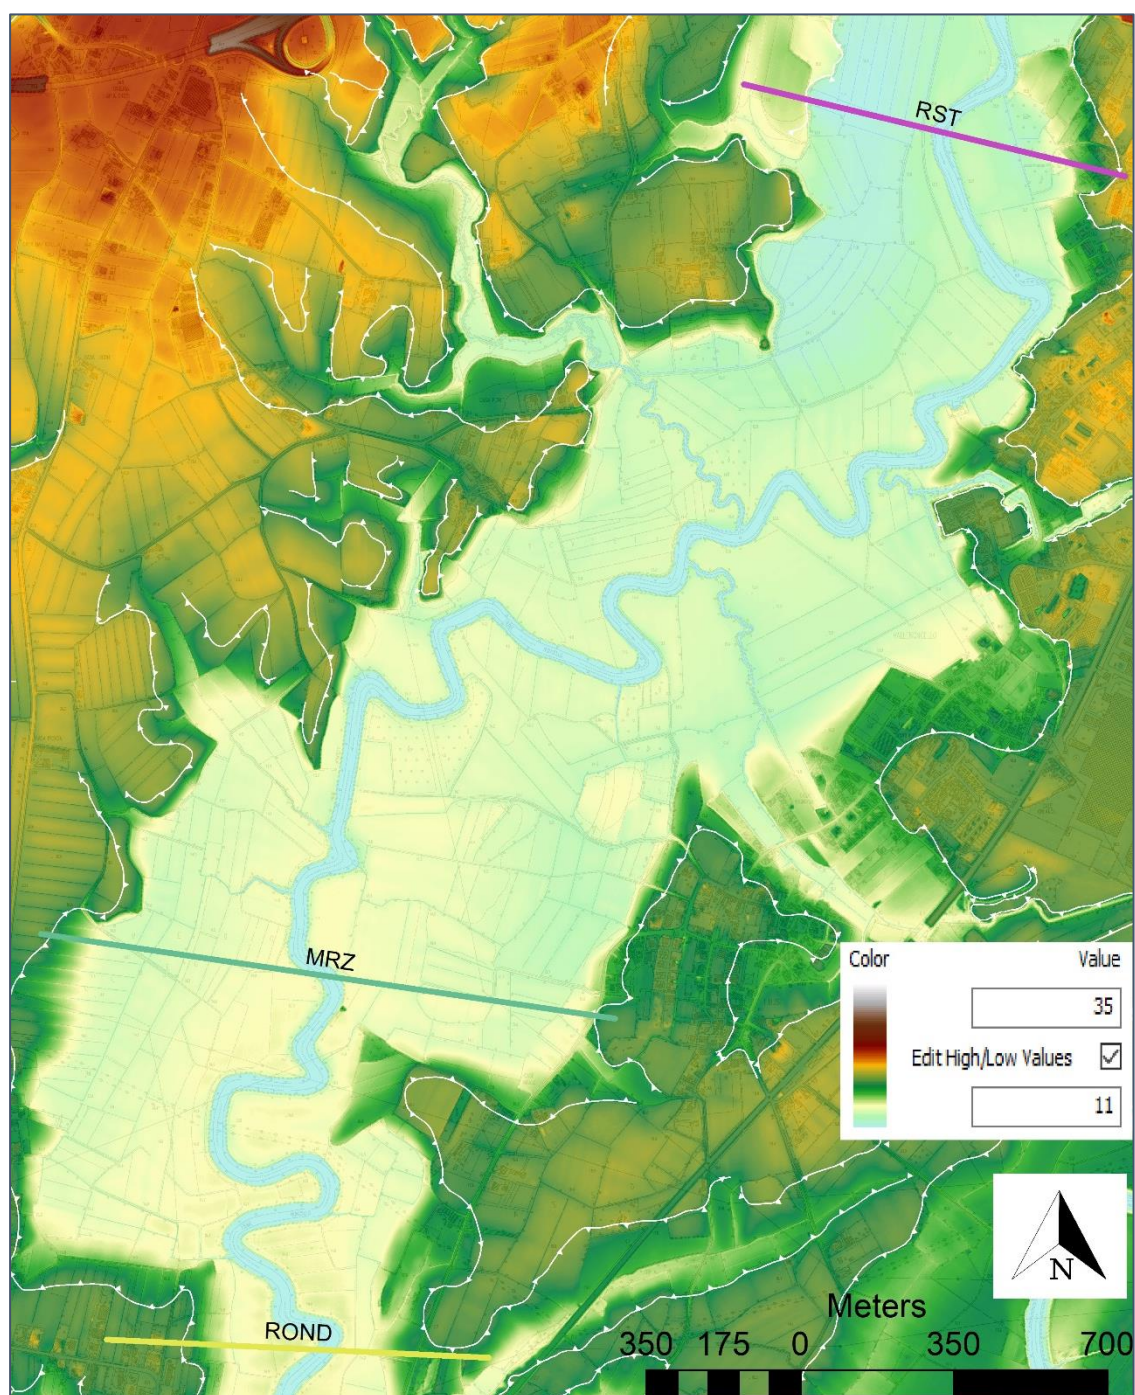 RST
MRZ
Color Value
35
Edit High/Low Values
11
N
ROND
Meters
350 175 0 350 700